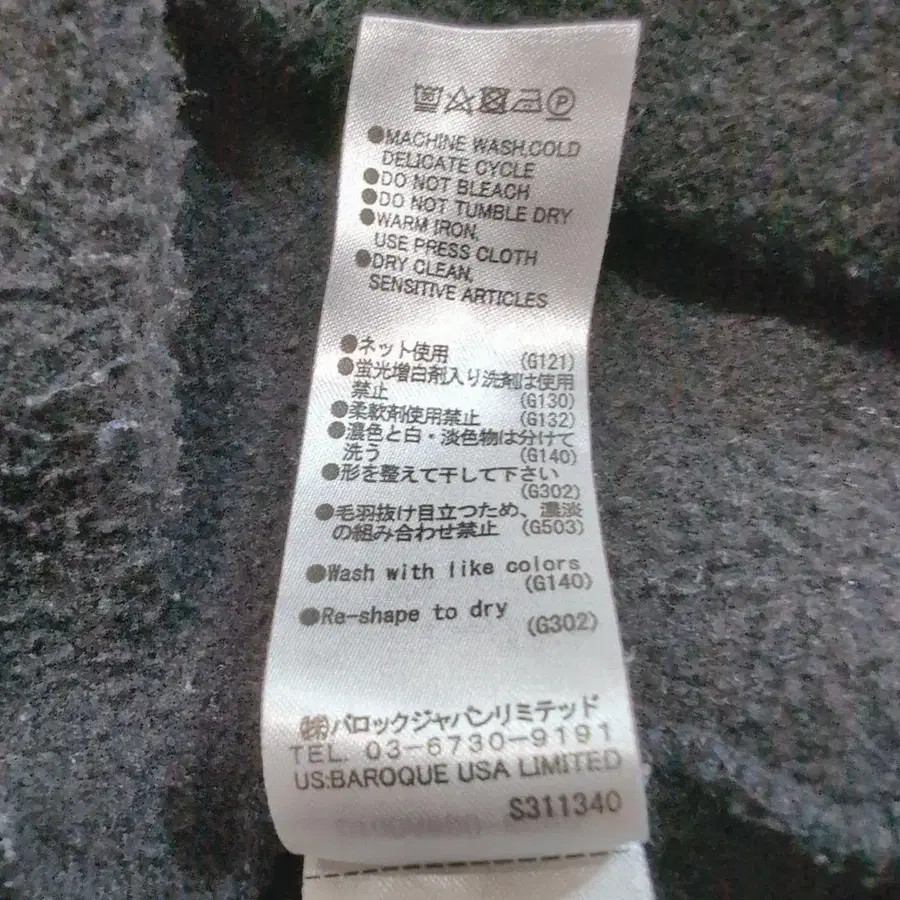 ●MACHINE WASH,COLD
DELICATE CYCLE
●DO NOT BLEACH
●DO NOT TUMBLE DRY
●WARM IRON,
USE PRESS CLOTH
●DRY CLEAN,
SENSITIVE ARTICLES
●ネット使用 (G121)
●蛍光増白剤入り洗剤は使用
禁止 (G130)
●柔軟剤使用禁止 (G132)
●濃色と白・淡色物は分けて
洗う (G140)
●形を整えて干して下さい
(G302)
●毛羽抜け目立つため、濃淡
の組み合わせ禁止 (G503)
●Wash with like colors
(G140)
●Re-shape to dry
(G302)
㈱バロックジャパンリミテッド
TEL. 03-6730-9191
US:BAROQUE USA LIMITED
S311340